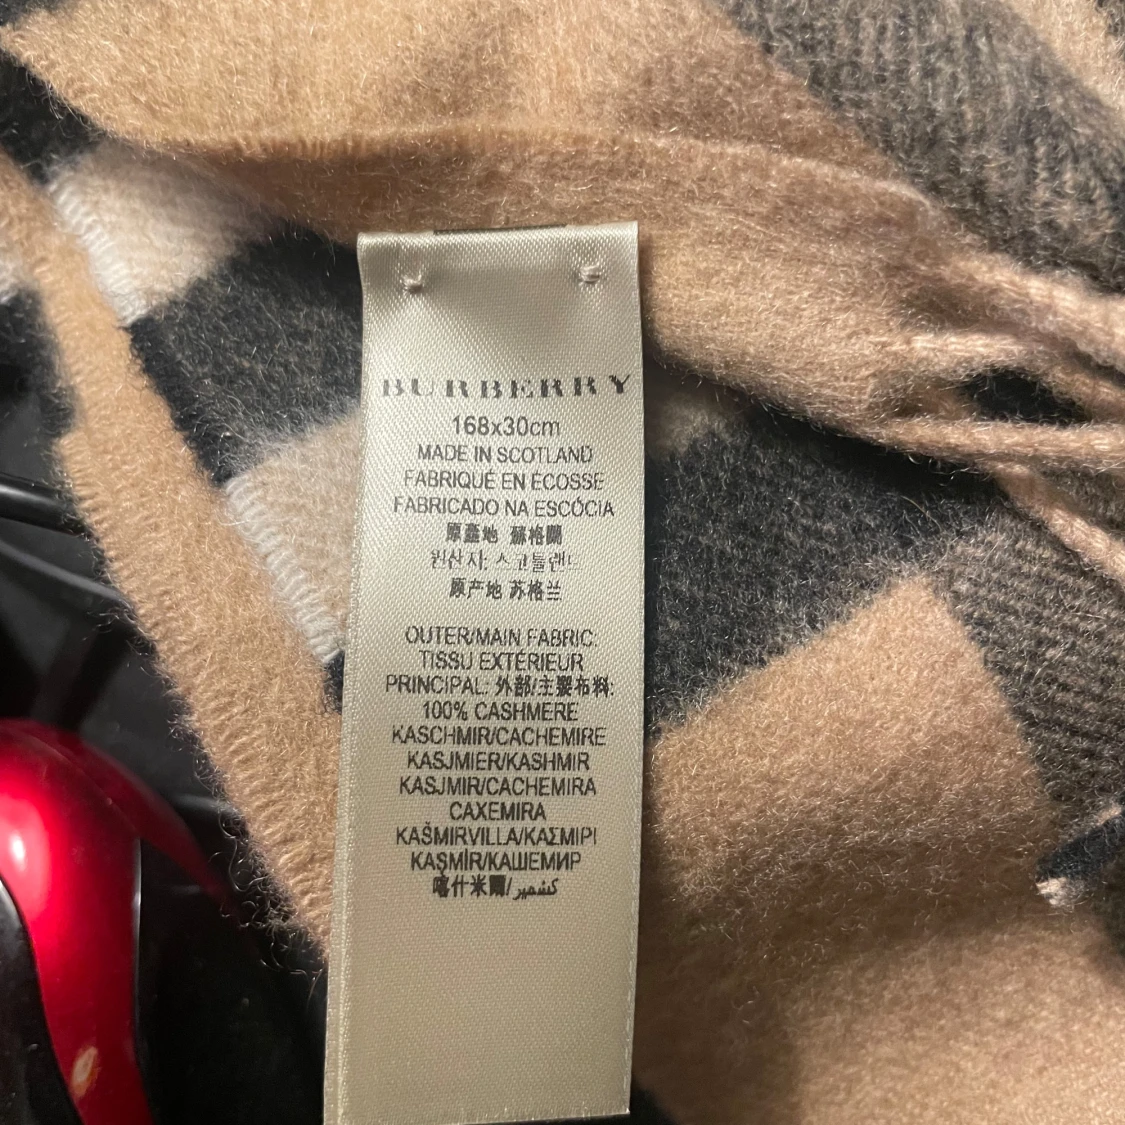 BURBERRY
168x30cm
MADE IN SCOTLAND
FABRIQUÉ EN ÉCOSSE
FABRICADO NA ESCÓCIA
原產地 蘇格蘭
원산지: 스코틀랜드
原产地 苏格兰
OUTER/MAIN FABRIC:
TISSU EXTÉRIEUR
PRINCIPAL: 外部/主要布料:
100% CASHMERE
KASCHMIR/CACHEMIRE
KASJMIER/KASHMIR
KASJMIR/CACHEMIRA
CAXEMIRA
KAŠMIRVILLA/ΚΑΣΜΙΡΙ
KAŞMİR/КАШЕМИР
喀什米爾/كشمير